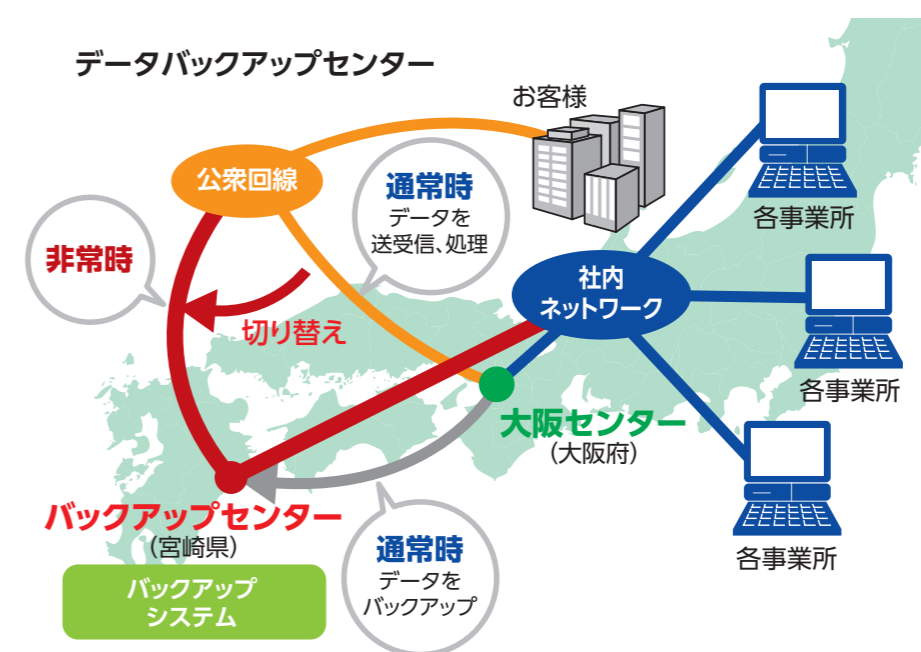 データバックアップセンター
お客様
公衆回線
通常時
データを
送受信、処理
各事業所
非常時
切り替え
社内
ネットワーク
各事業所
大阪センター
(大阪府)
バックアップセンター
(宮崎県)
通常時
データを
バックアップ
各事業所
バックアップ
システム